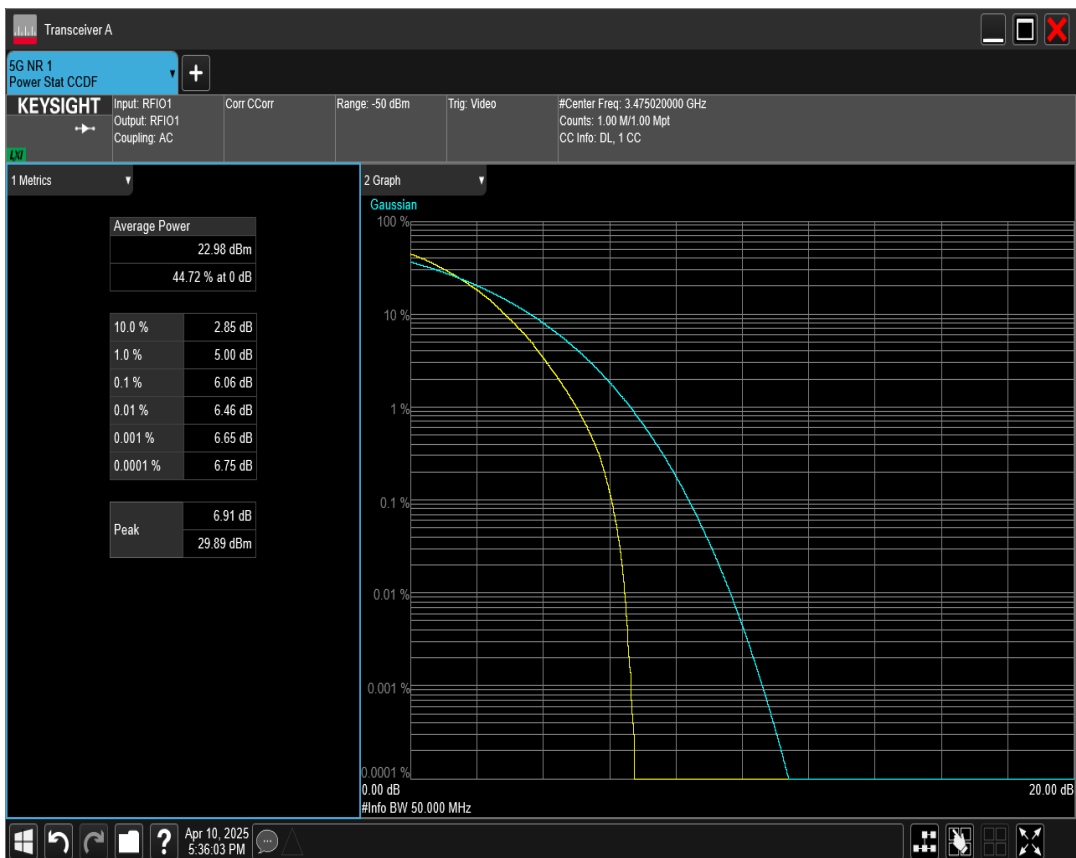 Transceiver A
5G NR 1
Power Stat CCDF
+
KEYSIGHT
LXI
Input: RFIO1
Output: RFIO1
Coupling: AC
Corr CCorr
Range: -50 dBm
Trig: Video
#Center Freq: 3.475020000 GHz
Counts: 1.00 M/1.00 Mpt
CC Info: DL, 1 CC
1 Metrics
Average Power
22.98 dBm
44.72 % at 0 dB
10.0 % 2.85 dB
1.0 % 5.00 dB
0.1 % 6.06 dB
0.01 % 6.46 dB
0.001 % 6.65 dB
0.0001 % 6.75 dB
Peak
6.91 dB
29.89 dBm
2 Graph
Gaussian
100 %
10 %
1 %
0.1 %
0.01 %
0.001 %
0.0001 %
0.00 dB 20.00 dB
#Info BW 50.000 MHz
? Apr 10, 2025
5:36:03 PM